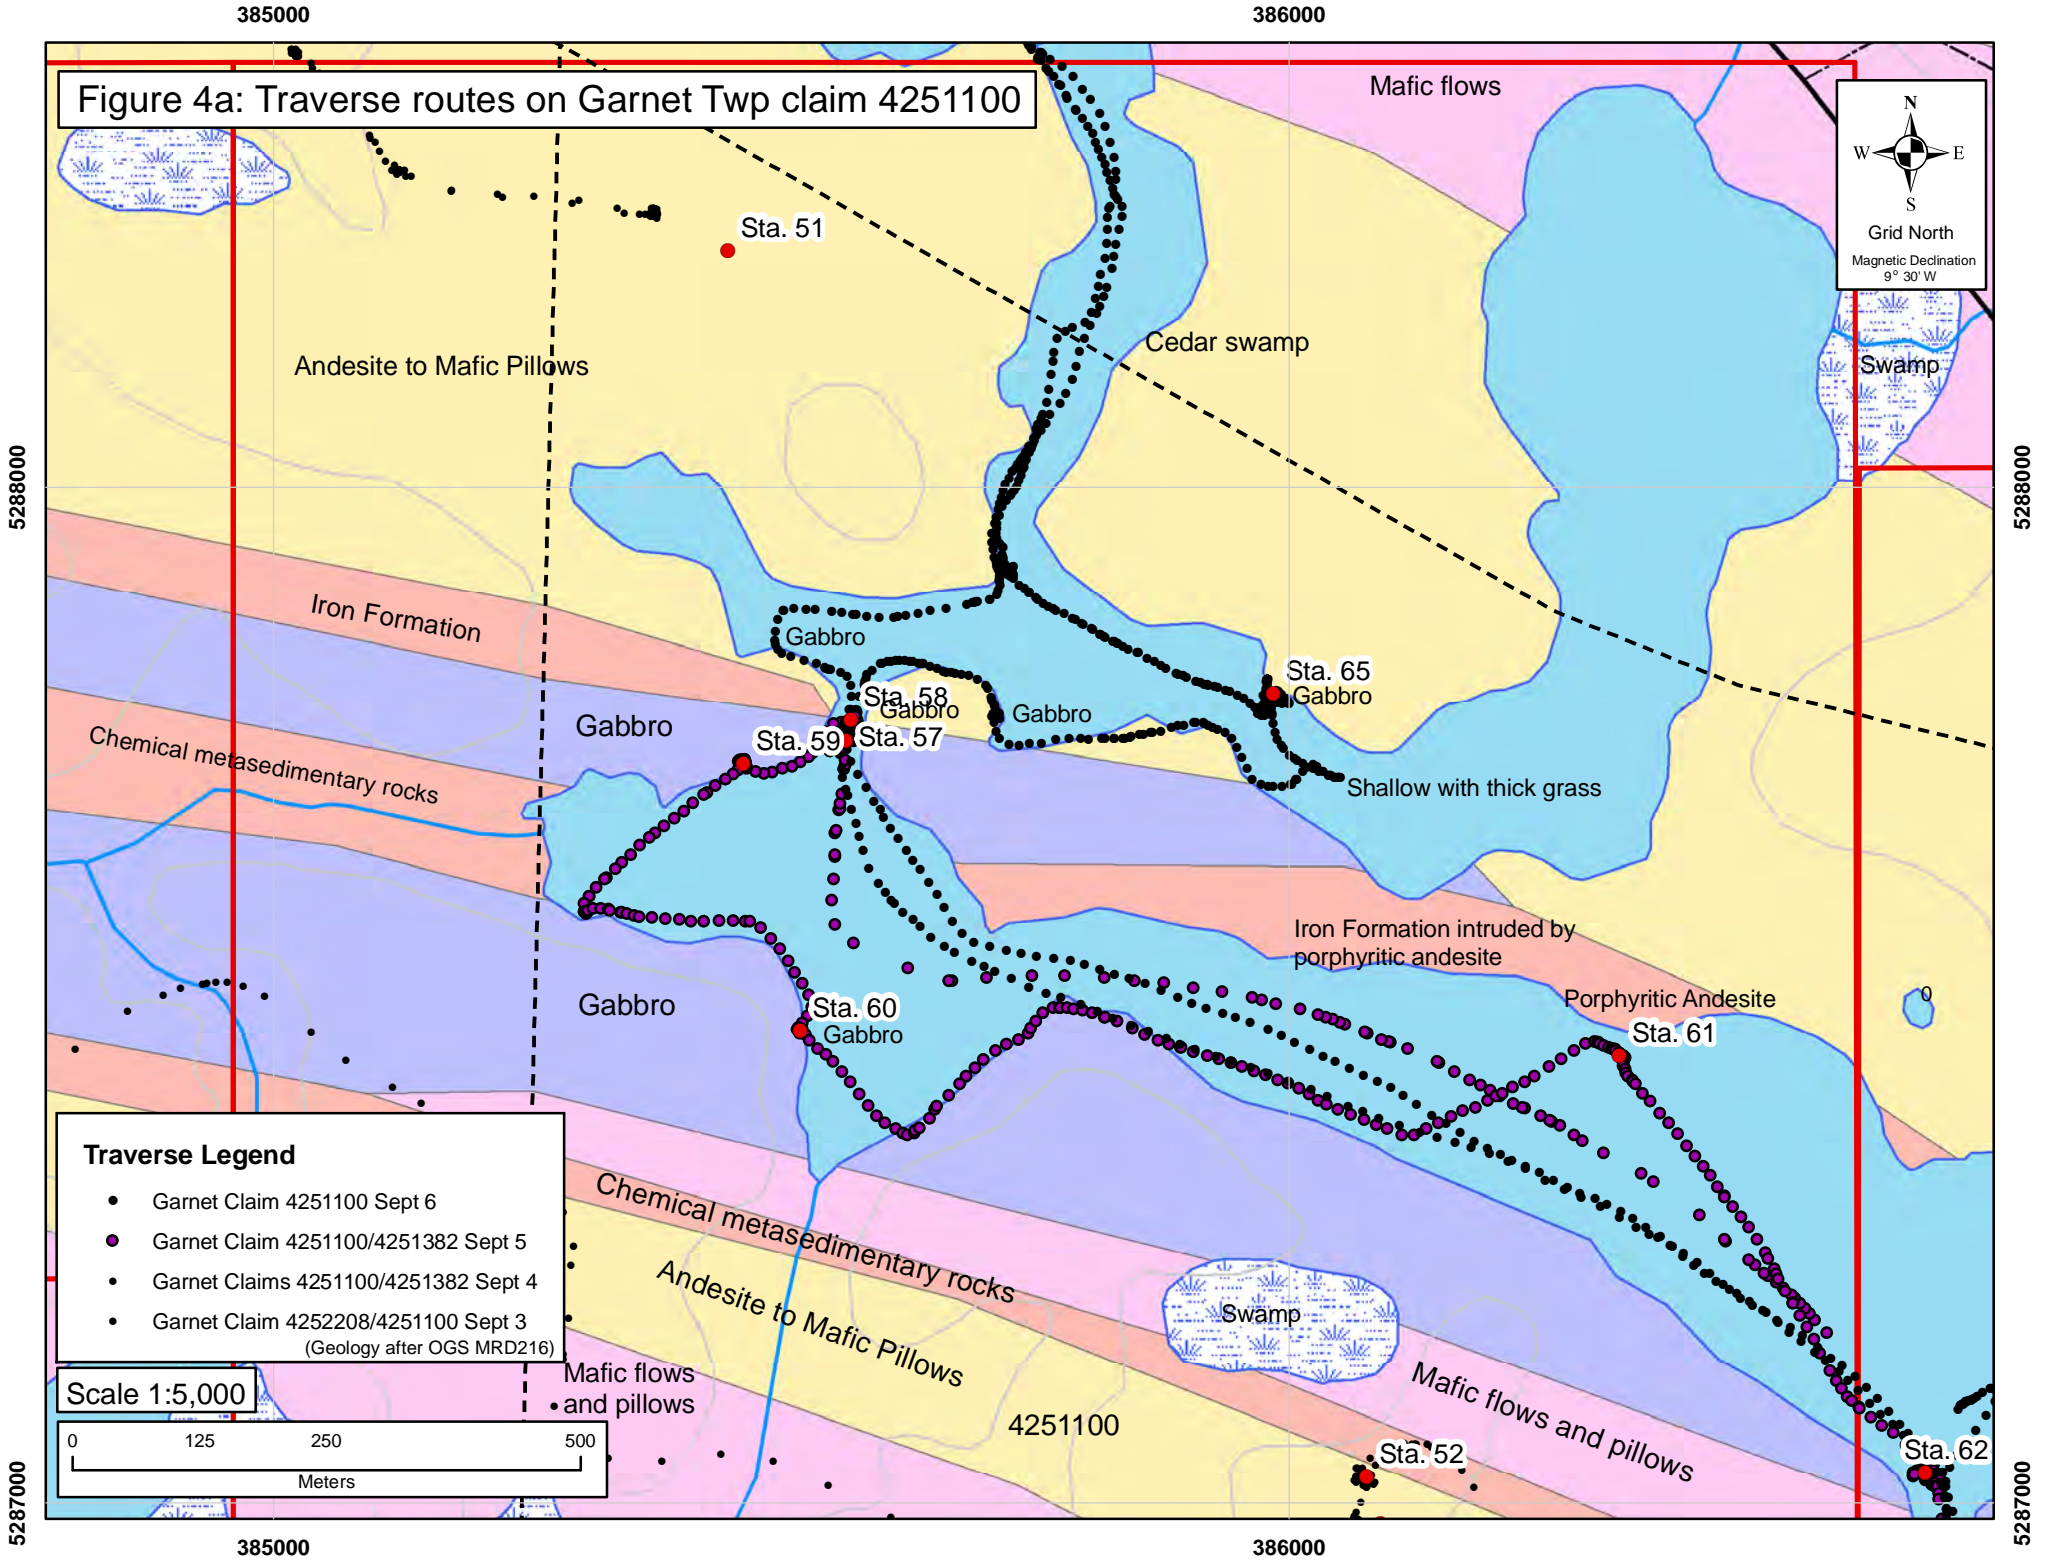 385000
386000
Figure 4a: Traverse routes on Garnet Twp claim 4251100
Mafic flows
N
W
E
S
Grid North
Magnetic Declination
9° 30' W
Sta. 51
Cedar swamp
Andesite to Mafic Pillows
Swamp
5288000
5288000
Iron Formation
Gabbro
Sta. 65
Gabbro
Sta. 58
Gabbro
Gabbro
Gabbro
Sta. 59
Sta. 57
Chemical metasedimentary rocks
Shallow with thick grass
Iron Formation intruded by
porphyritic andesite
0
Porphyritic Andesite
Gabbro
Sta. 60
Gabbro
Sta. 61
Traverse Legend
Garnet Claim 4251100 Sept 6
Garnet Claim 4251100/4251382 Sept 5
Garnet Claims 4251100/4251382 Sept 4
Garnet Claim 4252208/4251100 Sept 3
(Geology after OGS MRD216)
Chemical metasedimentary rocks
Andesite to Mafic Pillows
Swamp
Mafic flows
and pillows
Mafic flows and pillows
Scale 1:5,000
4251100
0
125
250
500
Meters
Sta. 52
Sta. 62
5287000
5287000
385000
386000